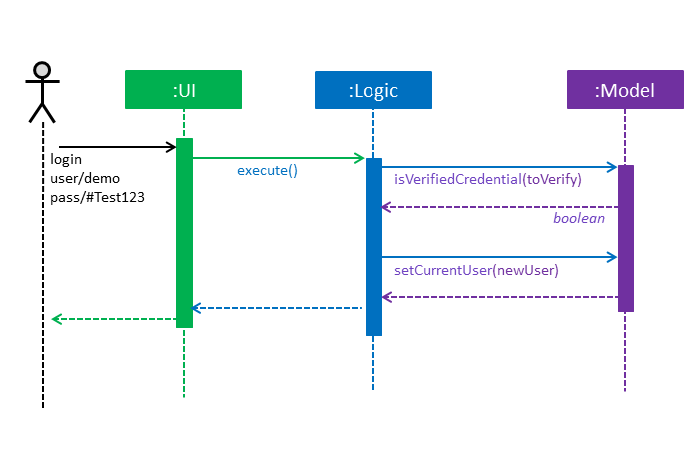 :UI
:Logic
:Model
login
user/demo
pass/#Test123
execute()
isVerifiedCredential(toVerify)
boolean
setCurrentUser(newUser)